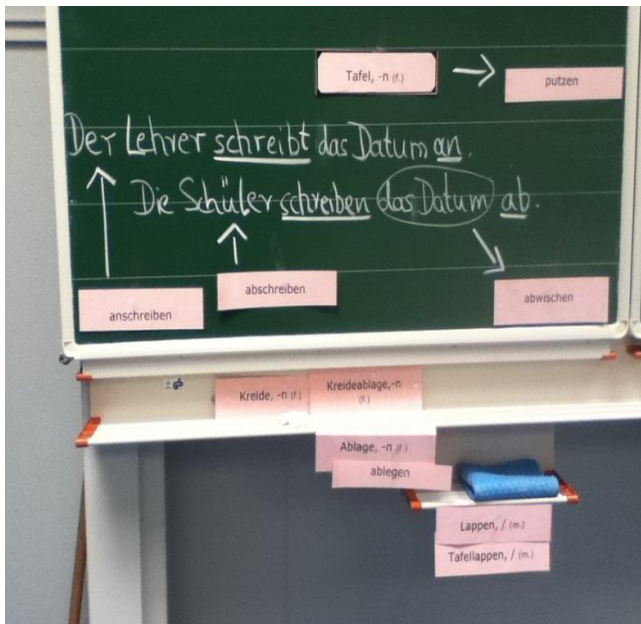 Tafel, -n (f.)
putzen
Der Lehrer schreibt das Datum an.
Die Schüler schreiben das Datum ab.
anschreiben
abschreiben
abwischen
Kreide, -n (f.)
Kreideablage,-n
(f.)
Ablage, -n (f.)
ablegen
Lappen, / (m.)
Tafellappen, / (m.)